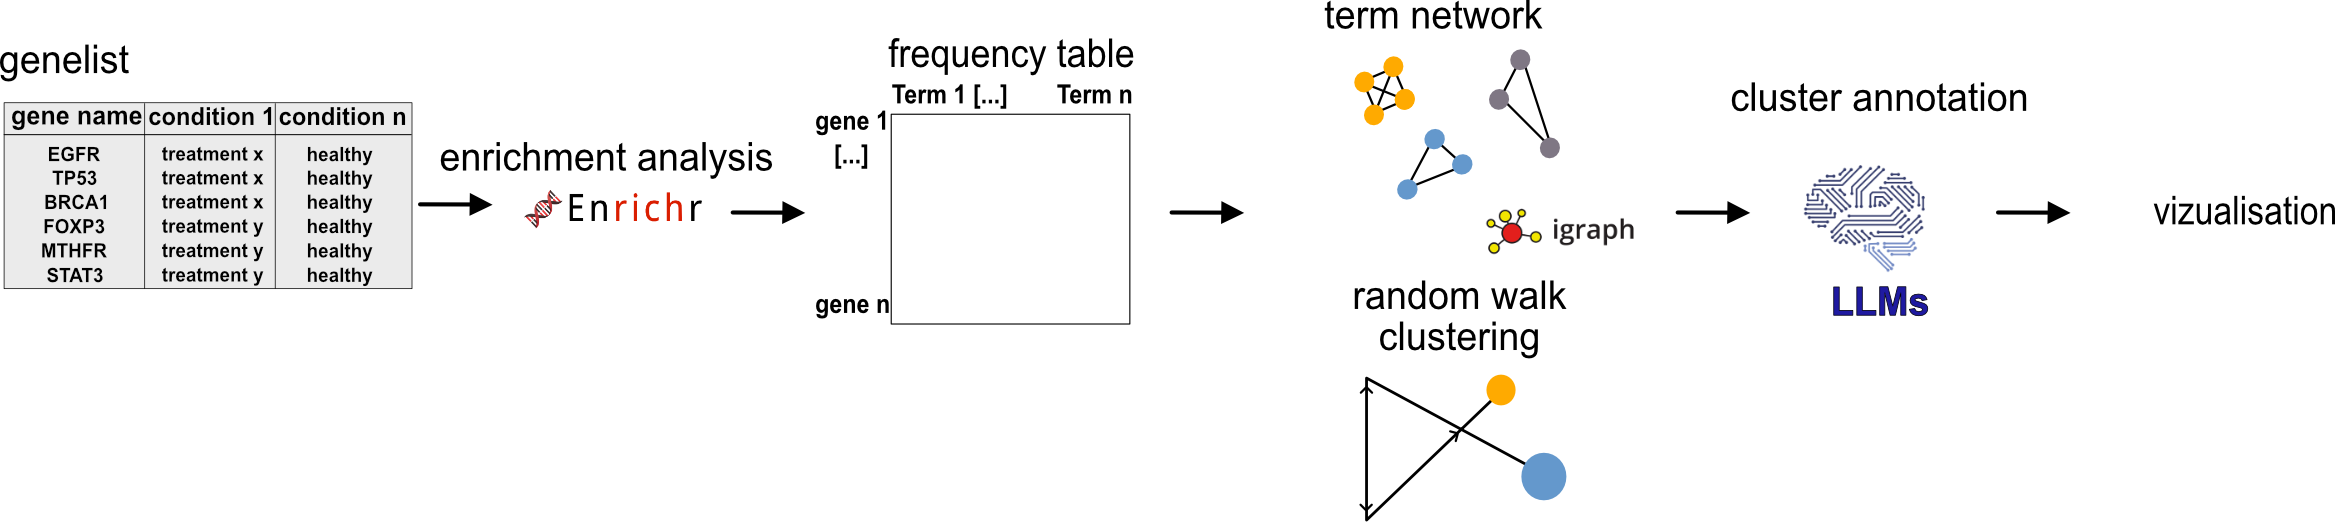 genelist
gene name condition 1 condition n
EGFR treatment x healthy
TP53 treatment x healthy
BRCA1 treatment x healthy
FOXP3 treatment y healthy
MTHFR treatment y healthy
STAT3 treatment y healthy
enrichment analysis
Enrichr
frequency table
Term 1 [...] Term n
gene 1
[...]
gene n
term network
igraph
random walk
clustering
cluster annotation
LLMs
vizualisation